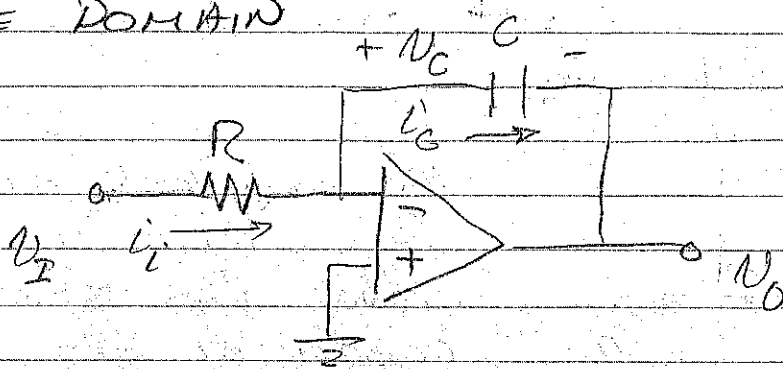 E DOMAIN
+ v_C C -
i_C
R
v_I i_i
-
+
v_O